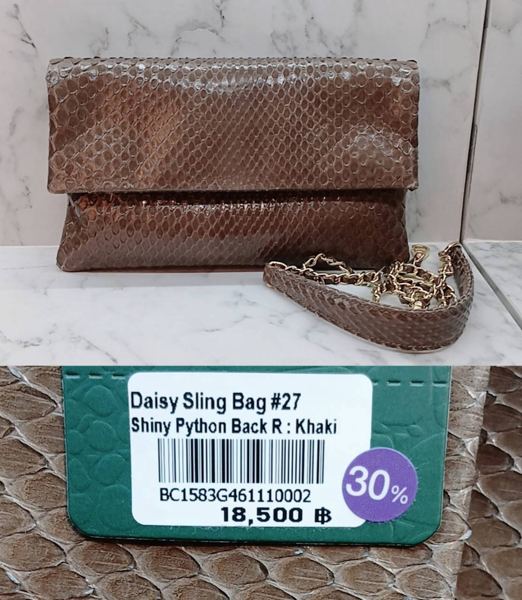 Daisy Sling Bag #27
Shiny Python Back R : Khaki
BC1583G461110002
18,500 ฿
30%